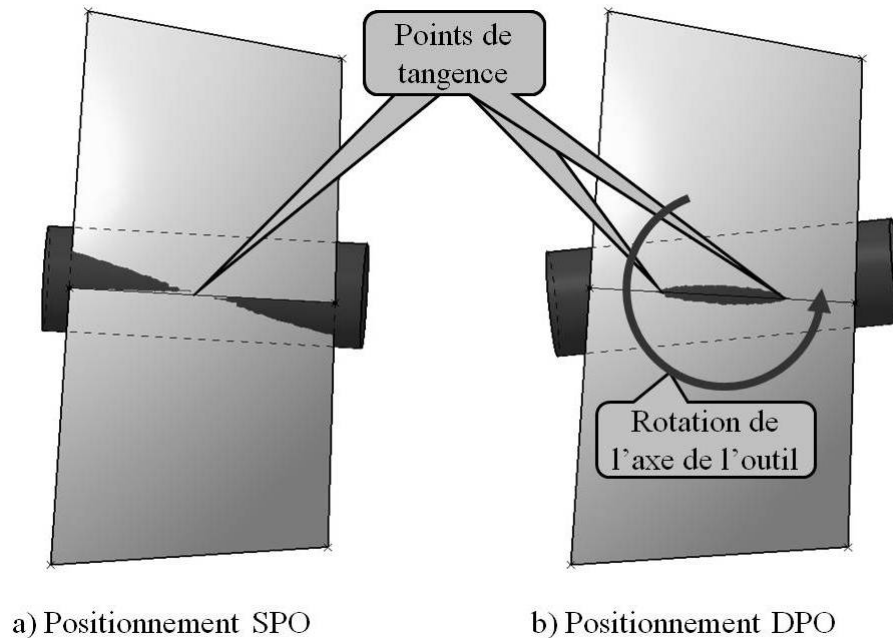 Points de
tangence
Rotation de
l’axe de l’outil
a) Positionnement SPO
b) Positionnement DPO